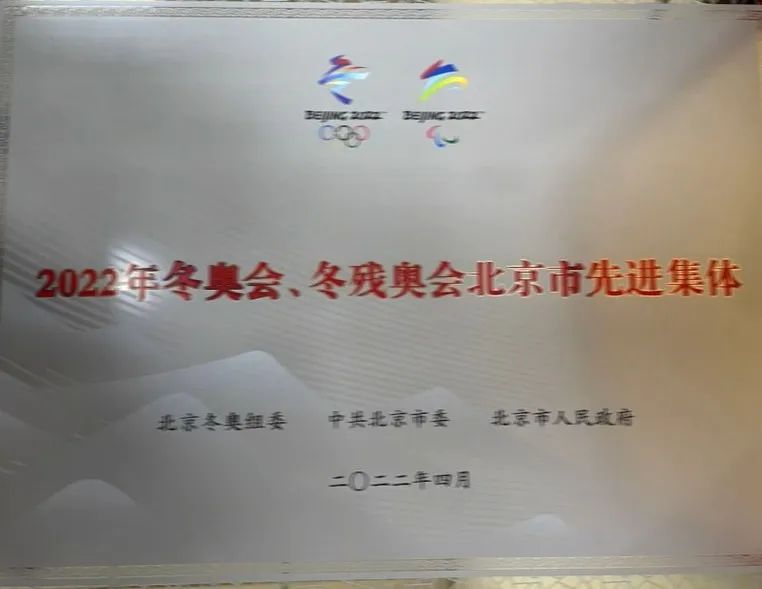 BEIJING 2022 BEIJING 2022
2022年冬奥会、冬残奥会北京市先进集体
北京冬奥组委 中共北京市委 北京市人民政府
二〇二二年四月